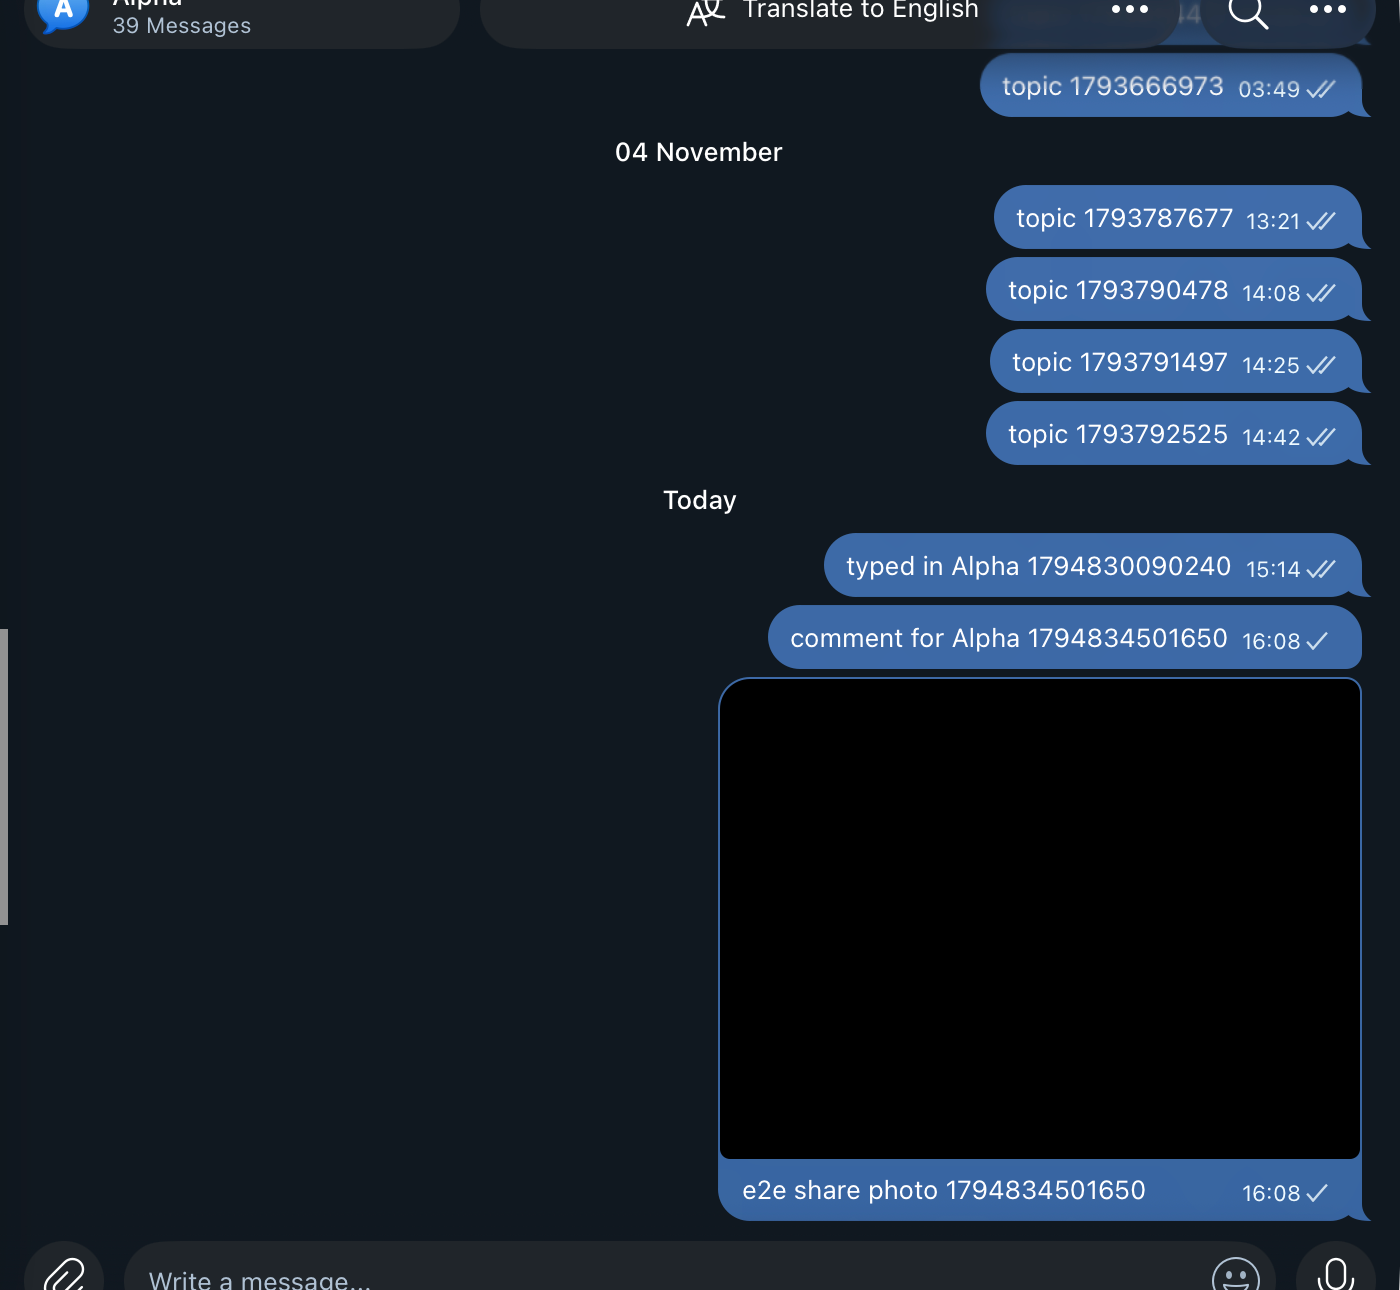 Alpha
39 Messages
Translate to English
topic 1793666973 03:49
04 November
topic 1793787677 13:21
topic 1793790478 14:08
topic 1793791497 14:25
topic 1793792525 14:42
Today
typed in Alpha 1794830090240 15:14
comment for Alpha 1794834501650 16:08
e2e share photo 1794834501650 16:08
Write a message...